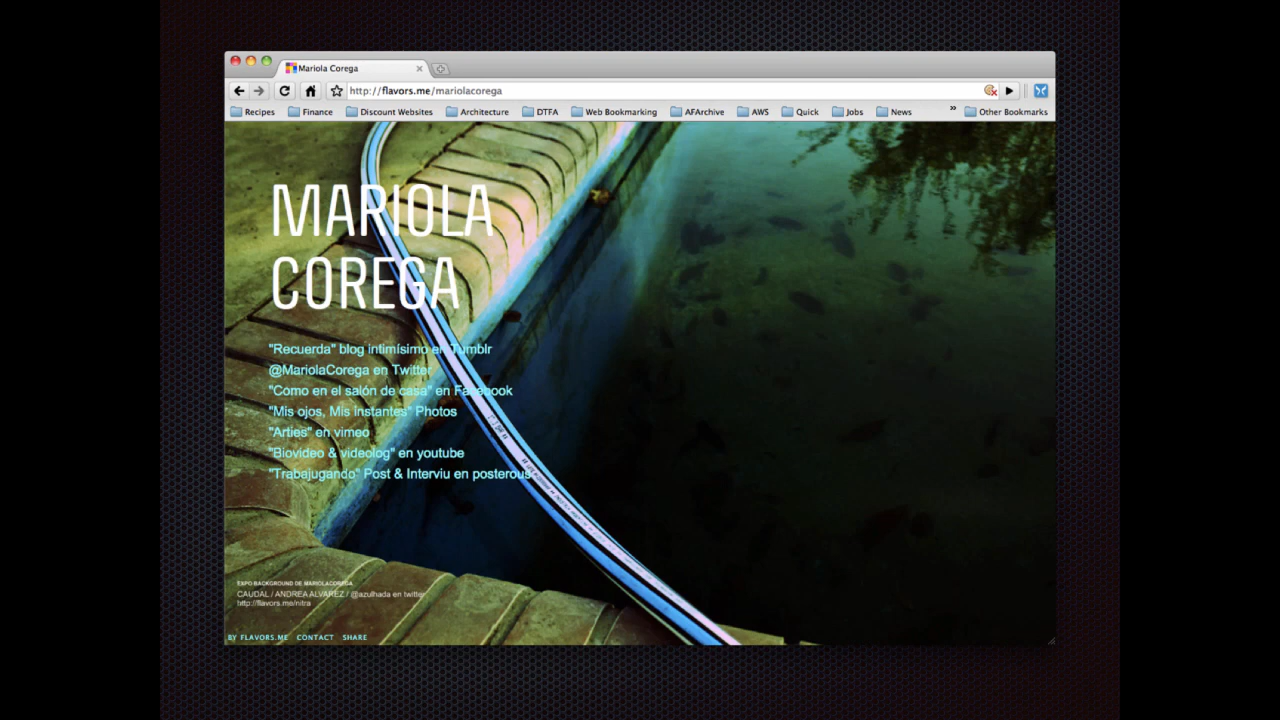 Mariola Corega
http://flavors.me/mariolacorega
Recipes Finance Discount Websites Architecture DTFA Web Bookmarking AFArchive AWS Quick Jobs News » Other Bookmarks
MARIOLA
COREGA
"Recuerda" blog intimísimo en Tumblr
@MariolaCorega en Twitter
"Como en el salón de casa" en Facebook
"Mis ojos, Mis instantes" Photos
"Arties" en vimeo
"Biovideo & videolog" en youtube
"Trabajugando" Post & Interviu en posterous
EXPO BACKGROUND DE MARIOLACOREGA
CAUDAL / ANDREA ALVAREZ / @azulhada en twitter
http://flavors.me/nitra
BY FLAVORS.ME CONTACT SHARE